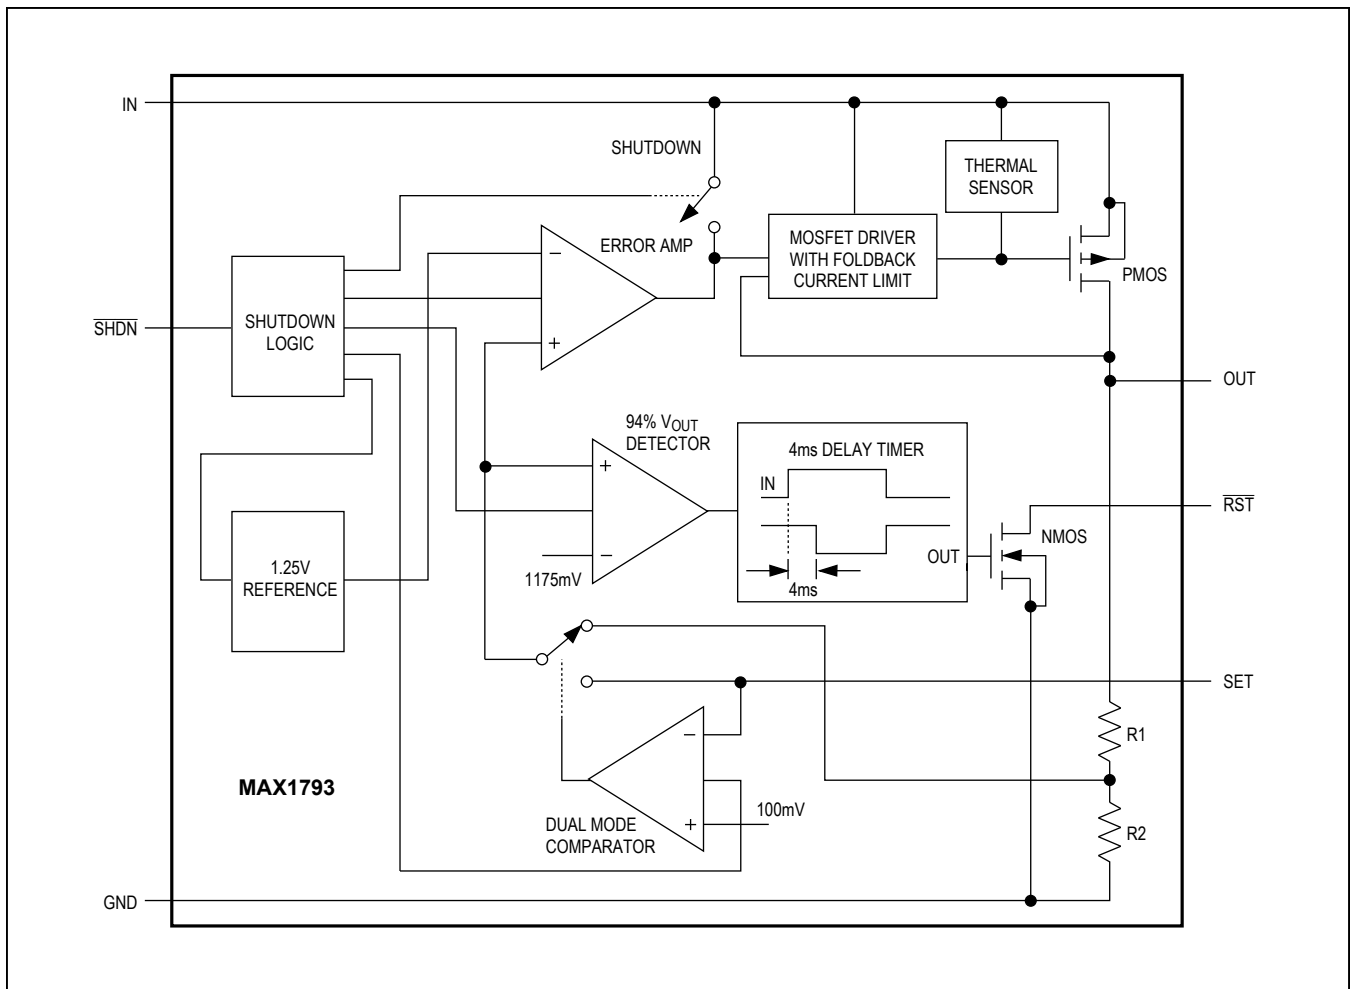 IN
SHUTDOWN
THERMAL
SENSOR
ERROR AMP
MOSFET DRIVER
WITH FOLDBACK
CURRENT LIMIT
PMOS
−
SHDN
SHUTDOWN
LOGIC
+
OUT
94% VOUT
DETECTOR
4ms DELAY TIMER
+
IN
RST
NMOS
OUT
−
1175mV
4ms
1.25V
REFERENCE
SET
−
R1
MAX1793
100mV
+
DUAL MODE
COMPARATOR
R2
GND